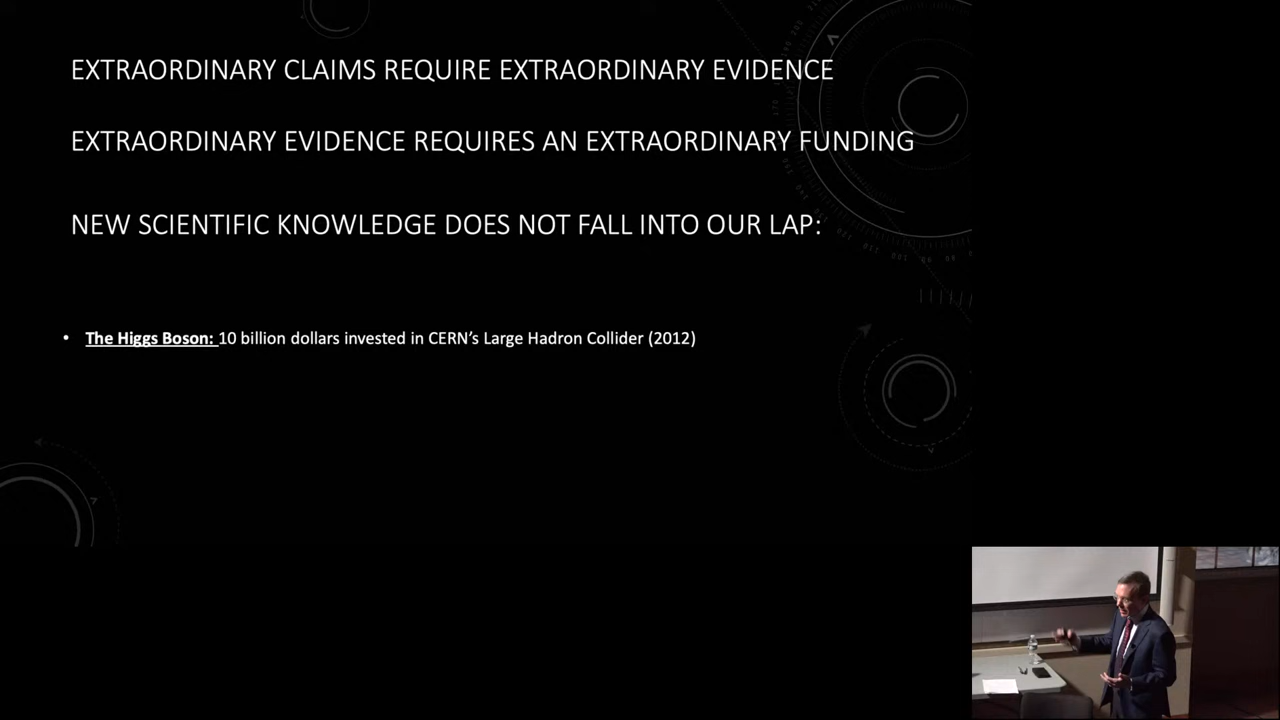 EXTRAORDINARY CLAIMS REQUIRE EXTRAORDINARY EVIDENCE
EXTRAORDINARY EVIDENCE REQUIRES AN EXTRAORDINARY FUNDING
NEW SCIENTIFIC KNOWLEDGE DOES NOT FALL INTO OUR LAP:
• The Higgs Boson: 10 billion dollars invested in CERN’s Large Hadron Collider (2012)